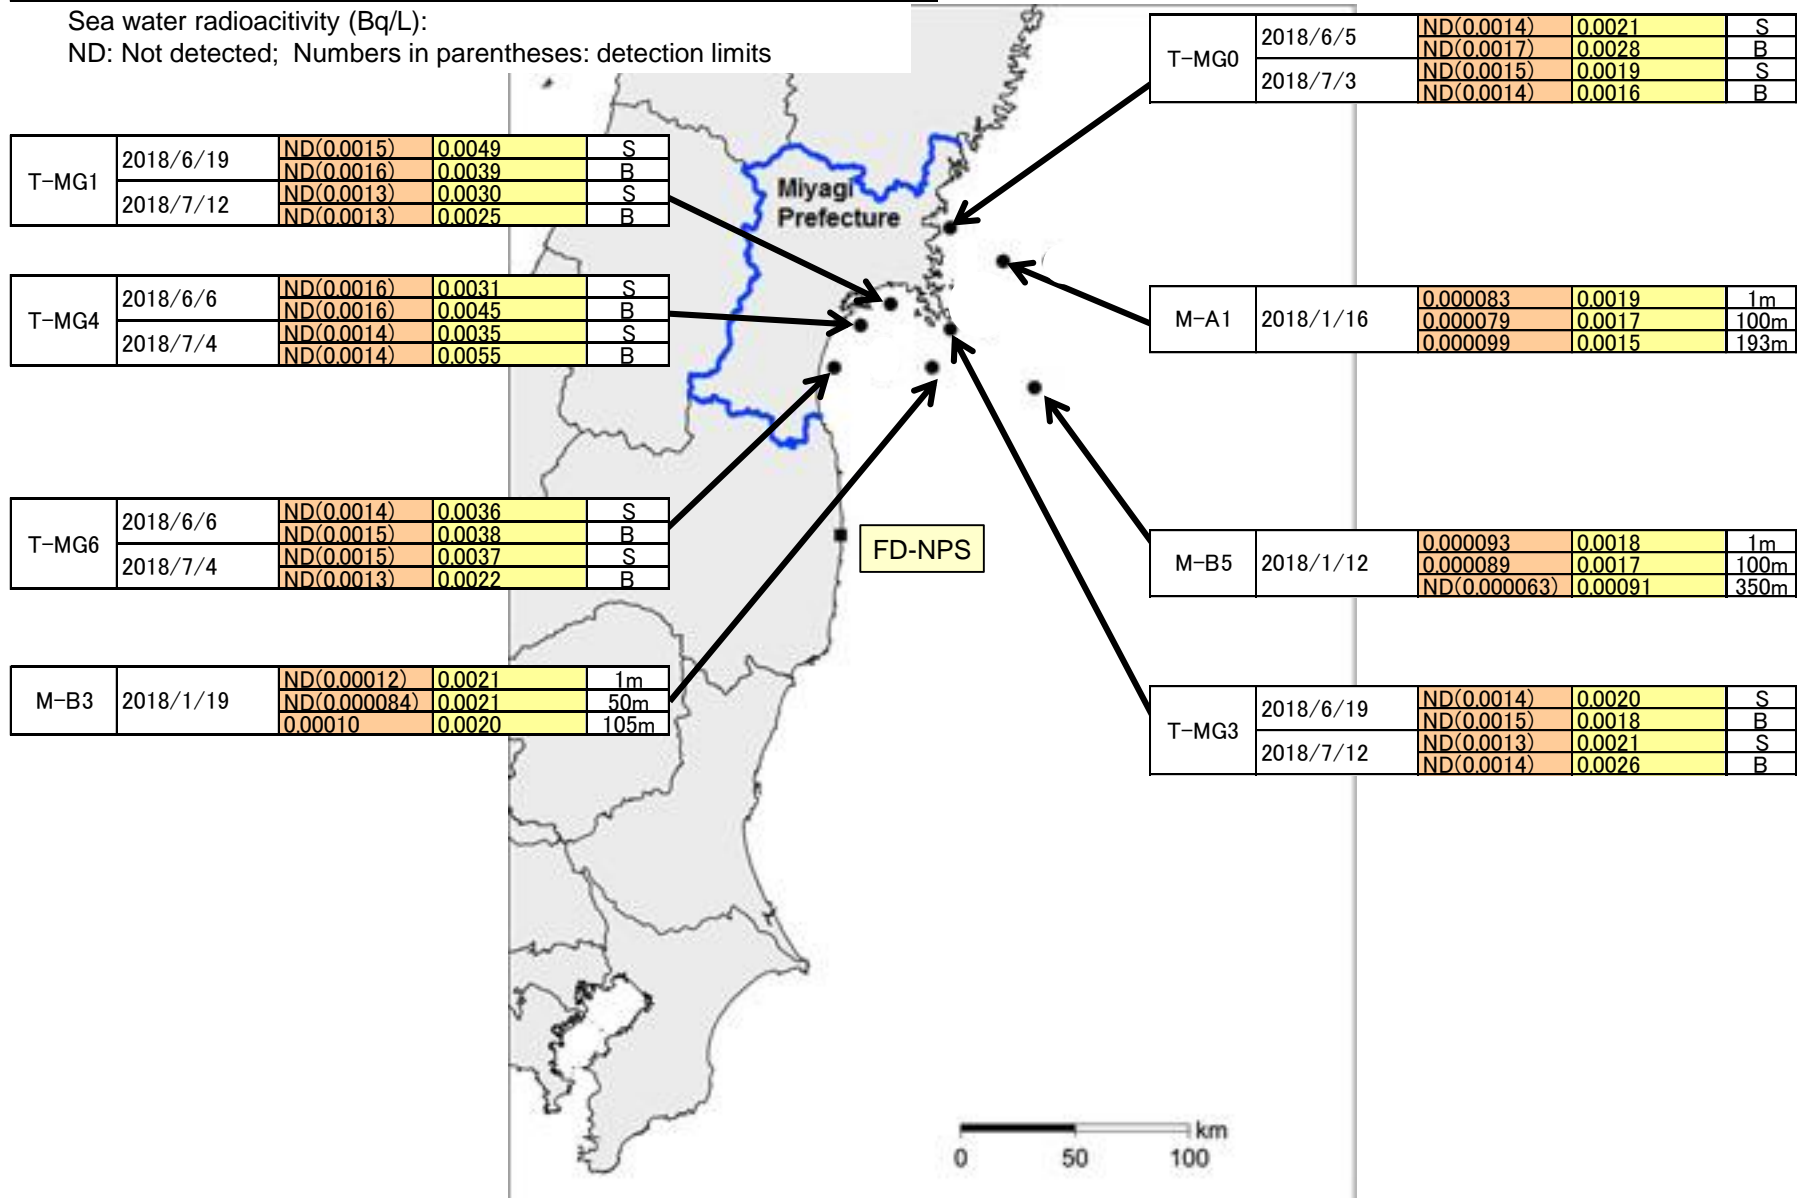 Sea water radioacitivity (Bq/L):
ND: Not detected; Numbers in parentheses: detection limits
T-MG0
2018/6/5
ND(0.0014) 0.0021 S
ND(0.0017) 0.0028 B
2018/7/3
ND(0.0015) 0.0019 S
ND(0.0014) 0.0016 B
T-MG1
2018/6/19
ND(0.0015) 0.0049 S
ND(0.0016) 0.0039 B
2018/7/12
ND(0.0013) 0.0030 S
ND(0.0013) 0.0025 B
Miyagi
Prefecture
T-MG4
2018/6/6
ND(0.0016) 0.0031 S
ND(0.0016) 0.0045 B
2018/7/4
ND(0.0014) 0.0035 S
ND(0.0014) 0.0055 B
M-A1
2018/1/16
0.000083 0.0019 1m
0.000079 0.0017 100m
0.000099 0.0015 193m
T-MG6
2018/6/6
ND(0.0014) 0.0036 S
ND(0.0015) 0.0038 B
2018/7/4
ND(0.0015) 0.0037 S
ND(0.0013) 0.0022 B
FD-NPS
M-B5
2018/1/12
0.000093 0.0018 1m
0.000089 0.0017 100m
ND(0.000063) 0.00091 350m
M-B3
2018/1/19
ND(0.00012) 0.0021 1m
ND(0.000084) 0.0021 50m
0.00010 0.0020 105m
T-MG3
2018/6/19
ND(0.0014) 0.0020 S
ND(0.0015) 0.0018 B
2018/7/12
ND(0.0013) 0.0021 S
ND(0.0014) 0.0026 B
km
0 50 100